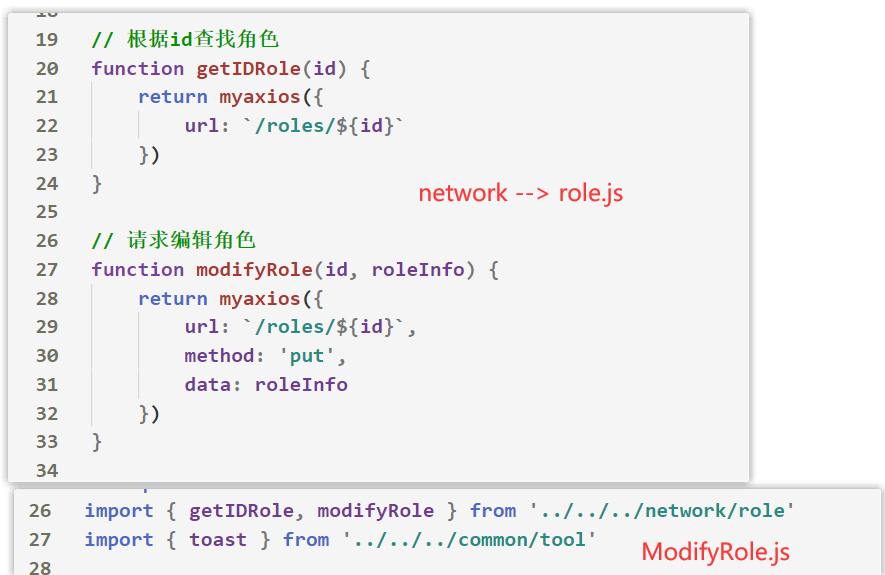 19 // 根据id查找角色
20 function getIDRole(id) {
21 return myaxios({
22 url: `/roles/${id}`
23 })
24 }
network --> role.js
25
26 // 请求编辑角色
27 function modifyRole(id, roleInfo) {
28 return myaxios({
29 url: `/roles/${id}`,
30 method: 'put',
31 data: roleInfo
32 })
33 }
34
26 import { getIDRole, modifyRole } from '../../../network/role'
27 import { toast } from '../../../common/tool'
ModifyRole.js
28